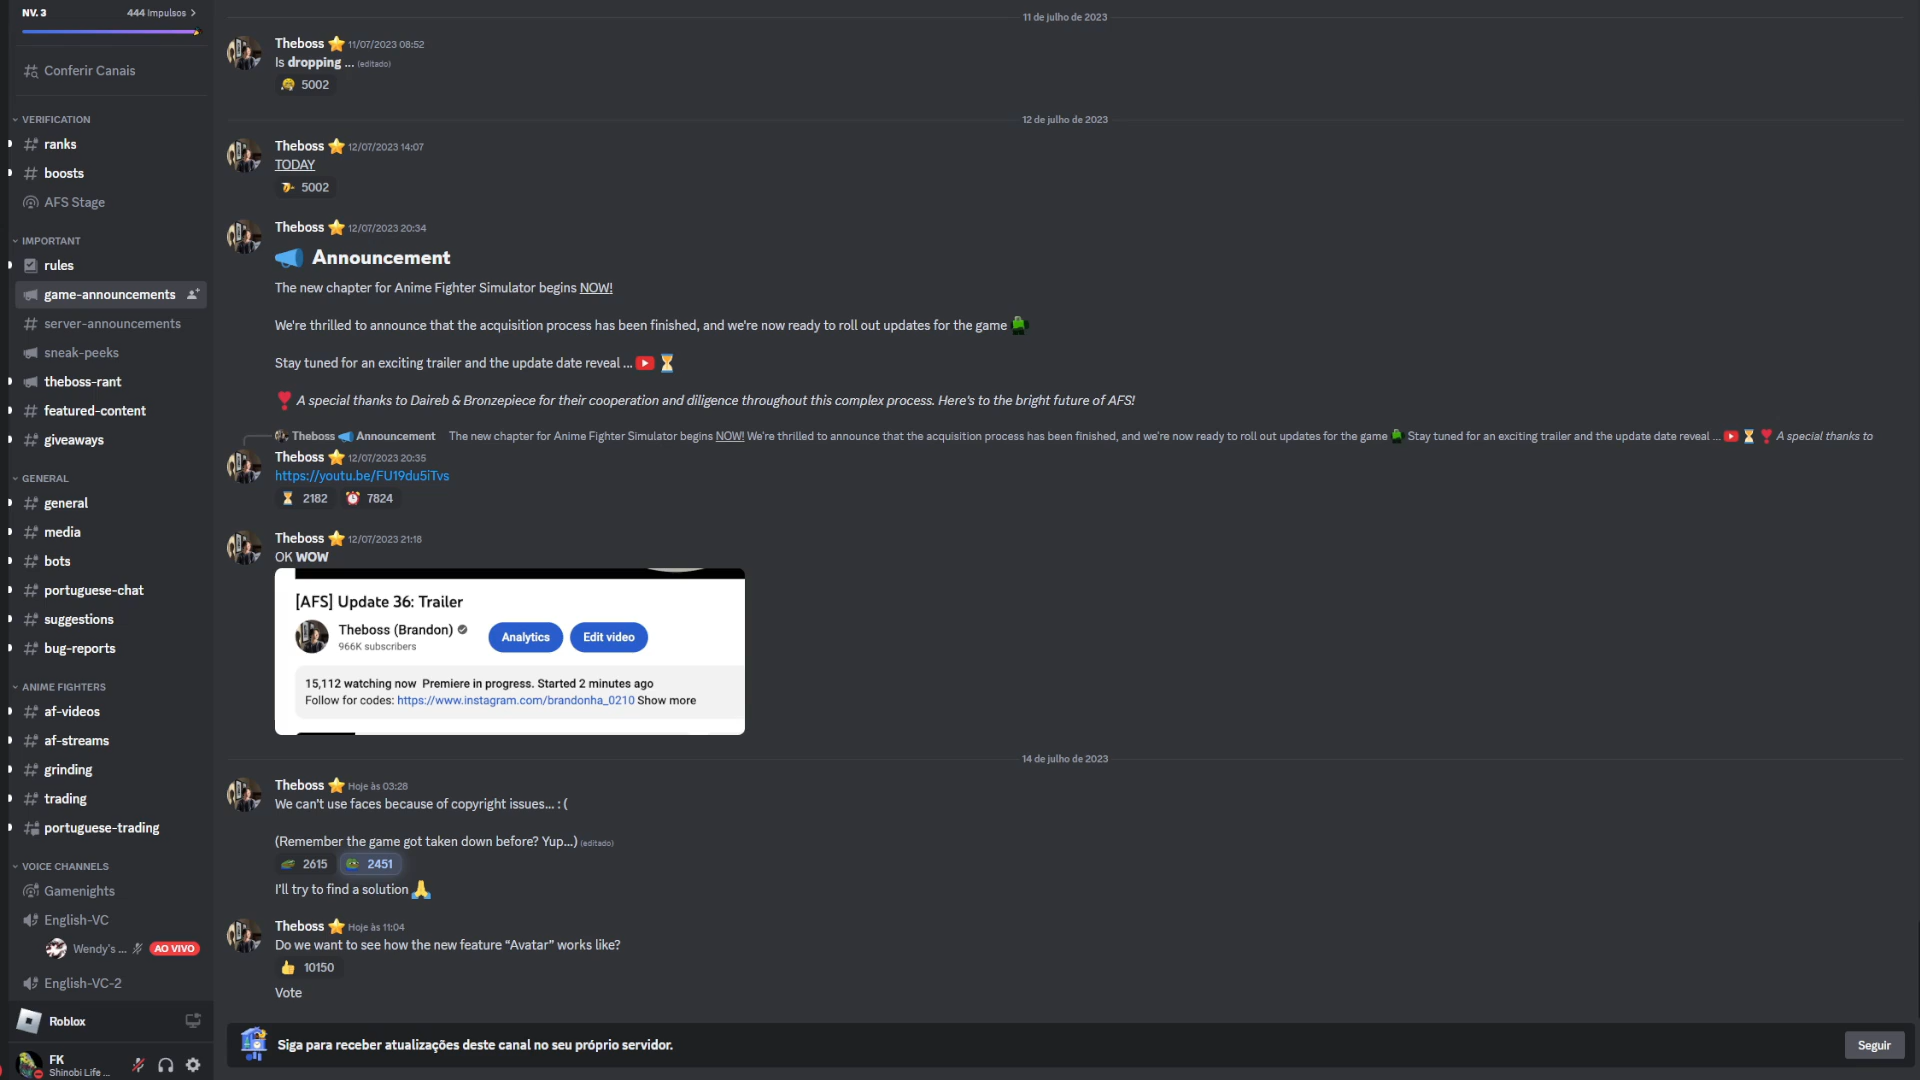 NV. 3
444 Impulsos
Conferir Canais
VERIFICATION
ranks
boosts
AFS Stage
IMPORTANT
rules
game-announcements
server-announcements
sneak-peeks
theboss-rant
featured-content
giveaways
GENERAL
general
media
bots
portuguese-chat
suggestions
bug-reports
ANIME FIGHTERS
af-videos
af-streams
grinding
trading
portuguese-trading
VOICE CHANNELS
Gamenights
English-VC
Wendy's ...
AO VIVO
English-VC-2
Roblox
FK
Shinobi Life ...
11 de julho de 2023
Theboss 11/07/2023 08:52
Is dropping ... (editado)
5002
12 de julho de 2023
Theboss 12/07/2023 14:07
TODAY
5002
Theboss 12/07/2023 20:34
Announcement
The new chapter for Anime Fighter Simulator begins NOW!
We're thrilled to announce that the acquisition process has been finished, and we're now ready to roll out updates for the game
Stay tuned for an exciting trailer and the update date reveal ...
A special thanks to Daireb & Bronzepiece for their cooperation and diligence throughout this complex process. Here's to the bright future of AFS!
Theboss Announcement The new chapter for Anime Fighter Simulator begins NOW! We're thrilled to announce that the acquisition process has been finished, and we're now ready to roll out updates for the game Stay tuned for an exciting trailer and the update date reveal ... A special thanks to
Theboss 12/07/2023 20:35
https://youtu.be/FU19du5iTvs
2182 7824
Theboss 12/07/2023 21:18
OK WOW
[AFS] Update 36: Trailer
Theboss (Brandon)
966K subscribers
Analytics
Edit video
15,112 watching now Premiere in progress. Started 2 minutes ago
Follow for codes: https://www.instagram.com/brandonha_0210 Show more
14 de julho de 2023
Theboss Hoje às 03:28
We can't use faces because of copyright issues... : (
(Remember the game got taken down before? Yup...) (editado)
2615 2451
I'll try to find a solution
Theboss Hoje às 11:04
Do we want to see how the new feature “Avatar” works like?
10150
Vote
Siga para receber atualizações deste canal no seu próprio servidor.
Seguir